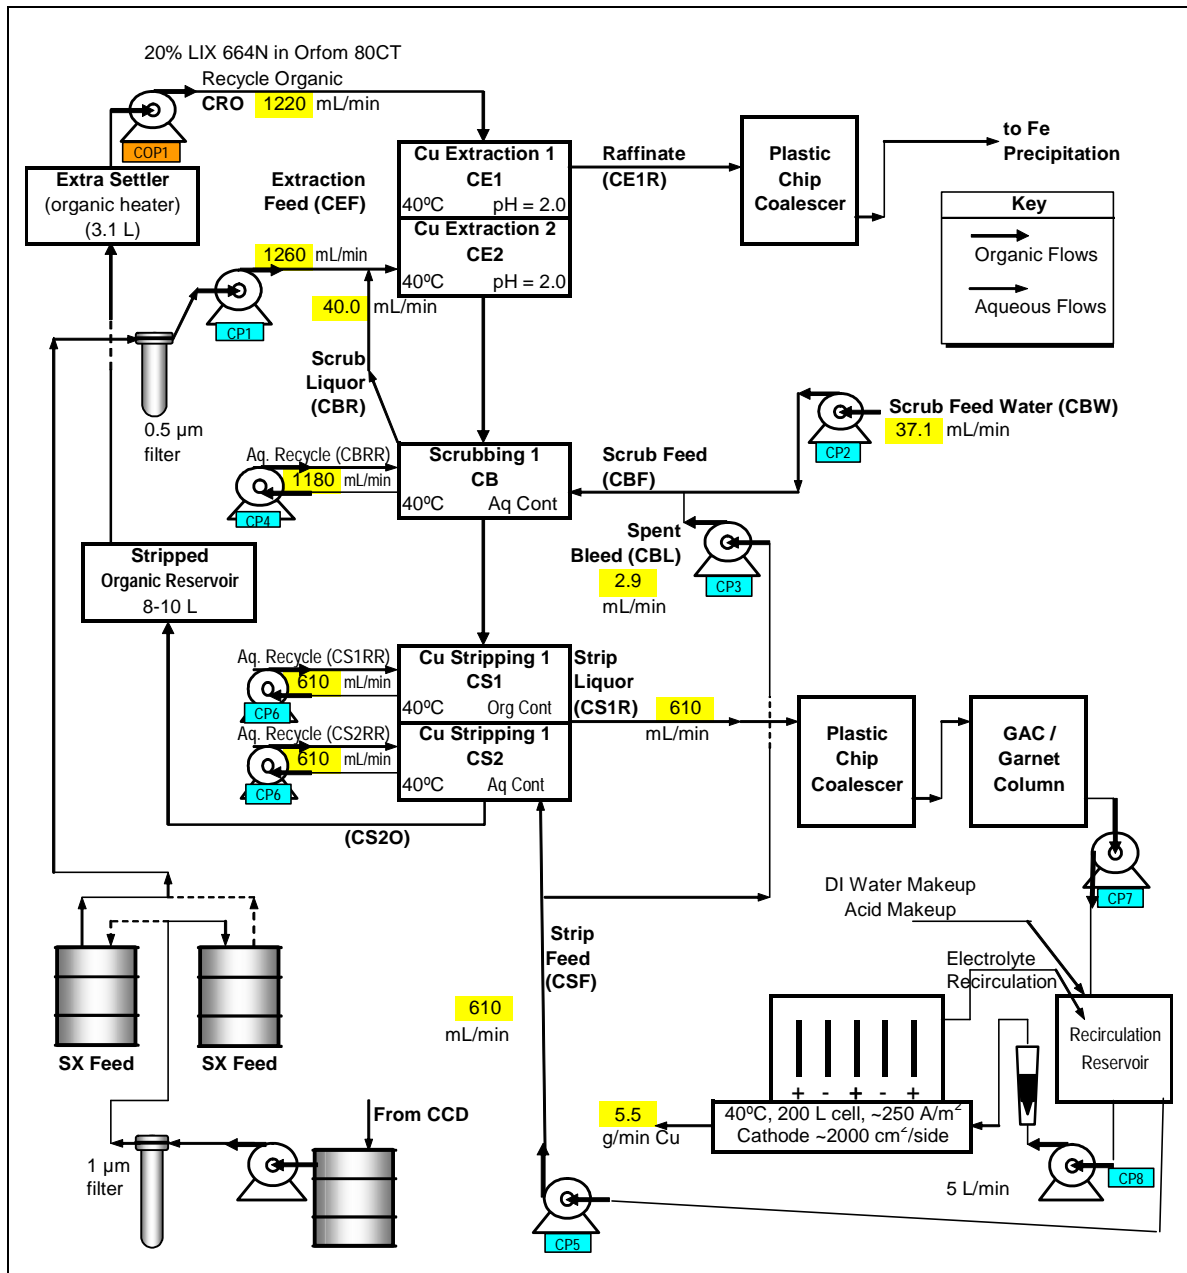 20% LIX 664N in Orfom 80CT
Recycle Organic
CRO 1220 mL/min
COP1
Extra Settler
(organic heater)
(3.1 L)
Extraction
Feed (CEF)
1260 mL/min
CP1
40.0 mL/min
Cu Extraction 1
CE1
40ºC pH = 2.0
Cu Extraction 2
CE2
40ºC pH = 2.0
Raffinate
(CE1R)
Plastic
Chip
Coalescer
to Fe
Precipitation
Key
Organic Flows
Aqueous Flows
0.5 µm
filter
Scrub
Liquor
(CBR)
Aq. Recycle (CBRR)
1180 mL/min
CP4
Scrubbing 1
CB
40ºC Aq Cont
Scrub Feed
(CBF)
Scrub Feed Water (CBW)
37.1 mL/min
CP2
Spent
Bleed (CBL)
2.9
mL/min
CP3
Stripped
Organic Reservoir
8-10 L
Aq. Recycle (CS1RR)
610 mL/min
CP6
Aq. Recycle (CS2RR)
610 mL/min
CP6
Cu Stripping 1
CS1
40ºC Org Cont
Cu Stripping 1
CS2
40ºC Aq Cont
Strip
Liquor
(CS1R)
610
mL/min
Plastic
Chip
Coalescer
GAC /
Garnet
Column
CP7
(CS2O)
DI Water Makeup
Acid Makeup
Electrolyte
Recirculation
Recirculation
Reservoir
Strip
Feed
(CSF)
610
mL/min
SX Feed
SX Feed
From CCD
1 µm
filter
+ - + - +
40ºC, 200 L cell, ~250 A/m²
Cathode ~2000 cm²/side
5.5
g/min Cu
5 L/min
CP8
CP5